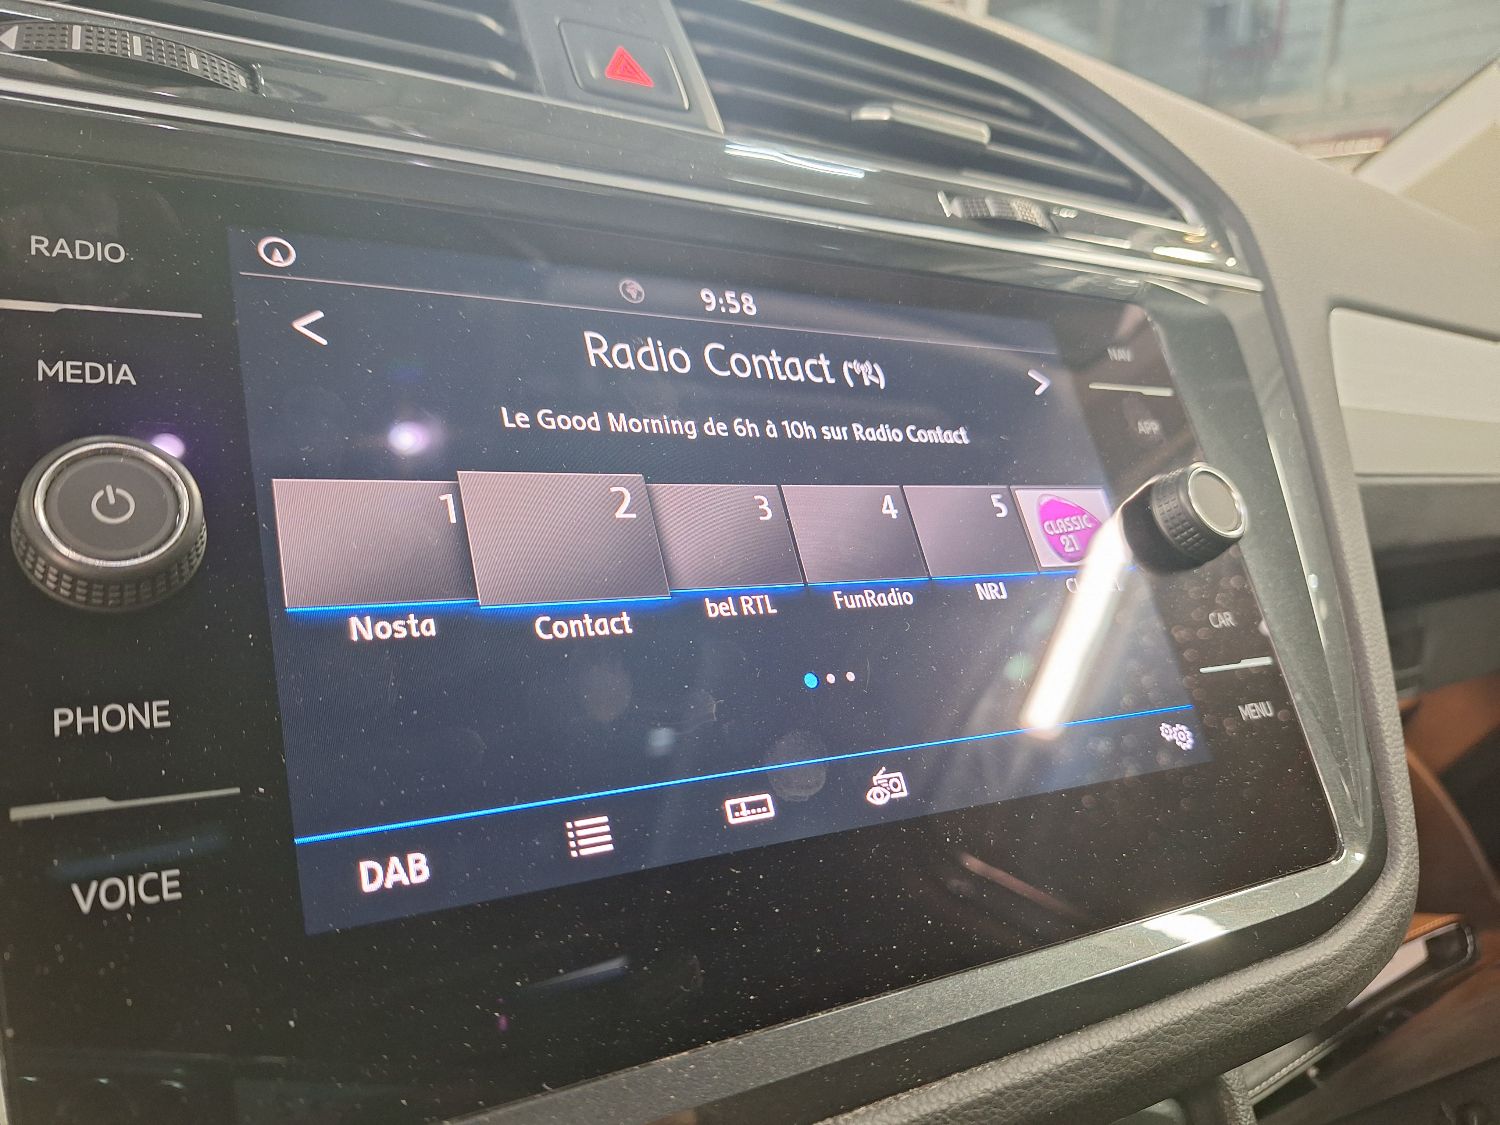 RADIO
MEDIA
PHONE
VOICE
9:58
Radio Contact
Le Good Morning de 6h à 10h sur Radio Contact
1
2
3
4
5
CLASSIC
21
Nosta
Contact
bel RTL
FunRadio
NRJ
DAB
NAV
APP
CAR
MENU